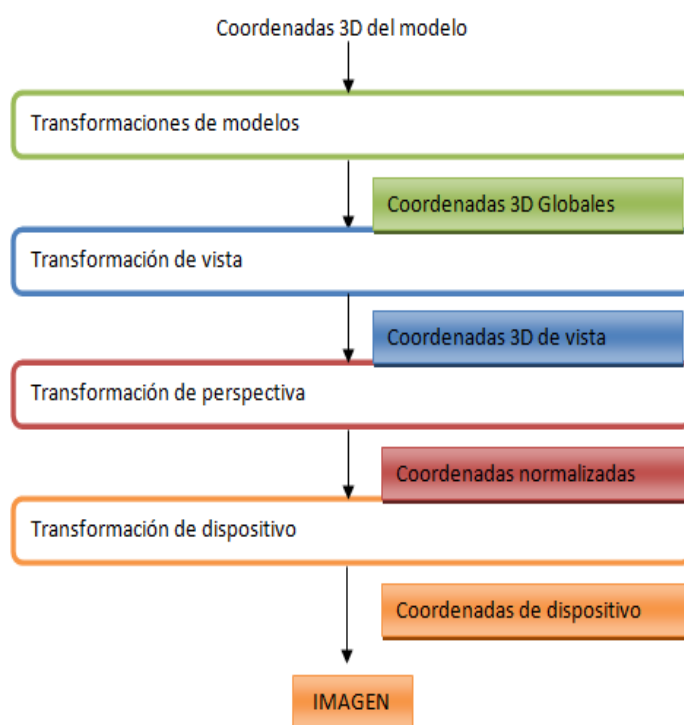 Coordenadas 3D del modelo
Transformaciones de modelos
Coordenadas 3D Globales
Transformación de vista
Coordenadas 3D de vista
Transformación de perspectiva
Coordenadas normalizadas
Transformación de dispositivo
Coordenadas de dispositivo
IMAGEN